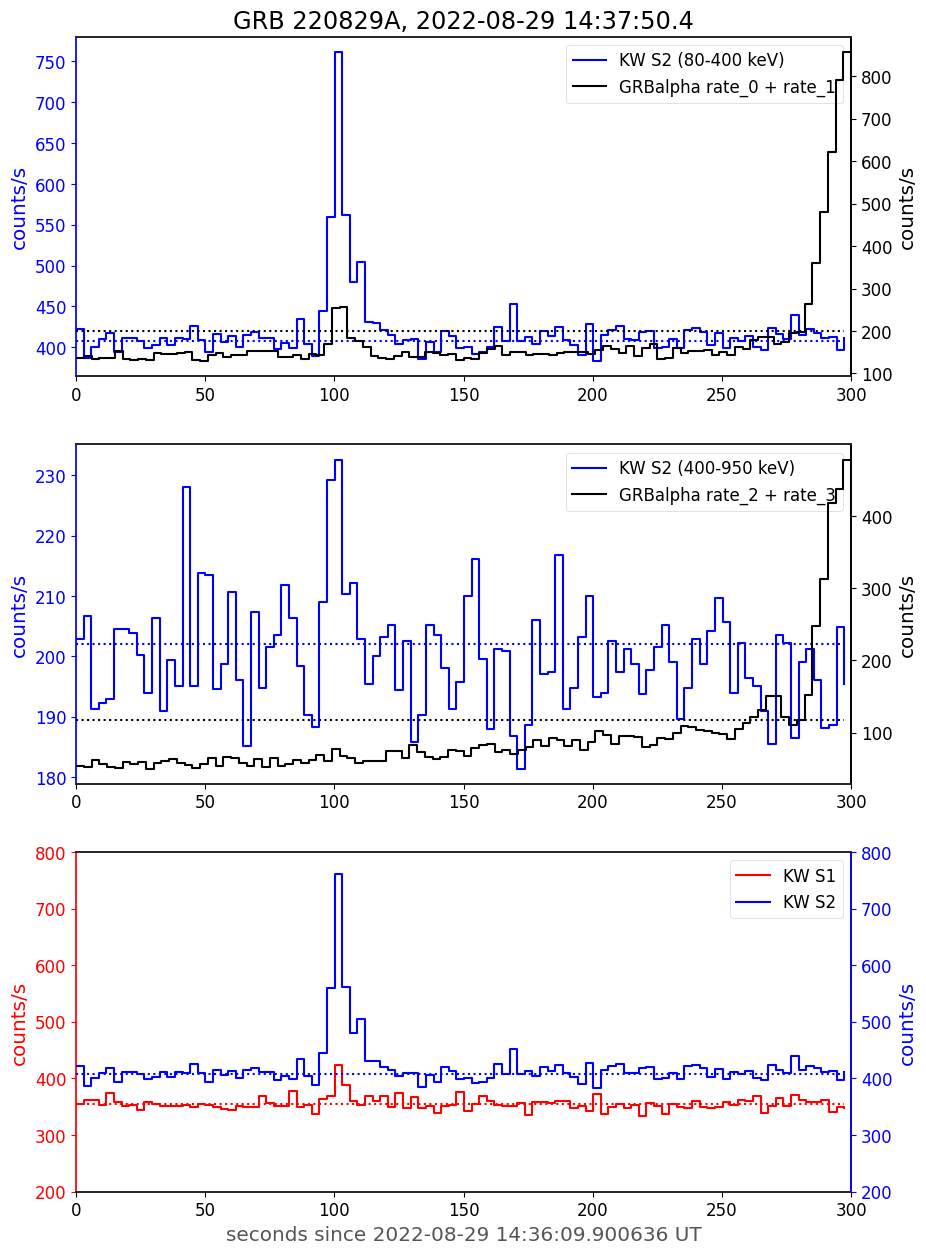 GRB 220829A, 2022-08-29 14:37:50.4
KW S2 (80-400 keV)
GRBalpha rate_0 + rate_1
counts/s
750
700
650
600
550
500
450
400
800
700
600
500
400
300
200
100
counts/s
0 50 100 150 200 250 300
KW S2 (400-950 keV)
GRBalpha rate_2 + rate_3
counts/s
230
220
210
200
190
180
400
300
200
100
counts/s
0 50 100 150 200 250 300
KW S1
KW S2
counts/s
800
700
600
500
400
300
200
800
700
600
500
400
300
200
counts/s
0 50 100 150 200 250 300
seconds since 2022-08-29 14:36:09.900636 UT